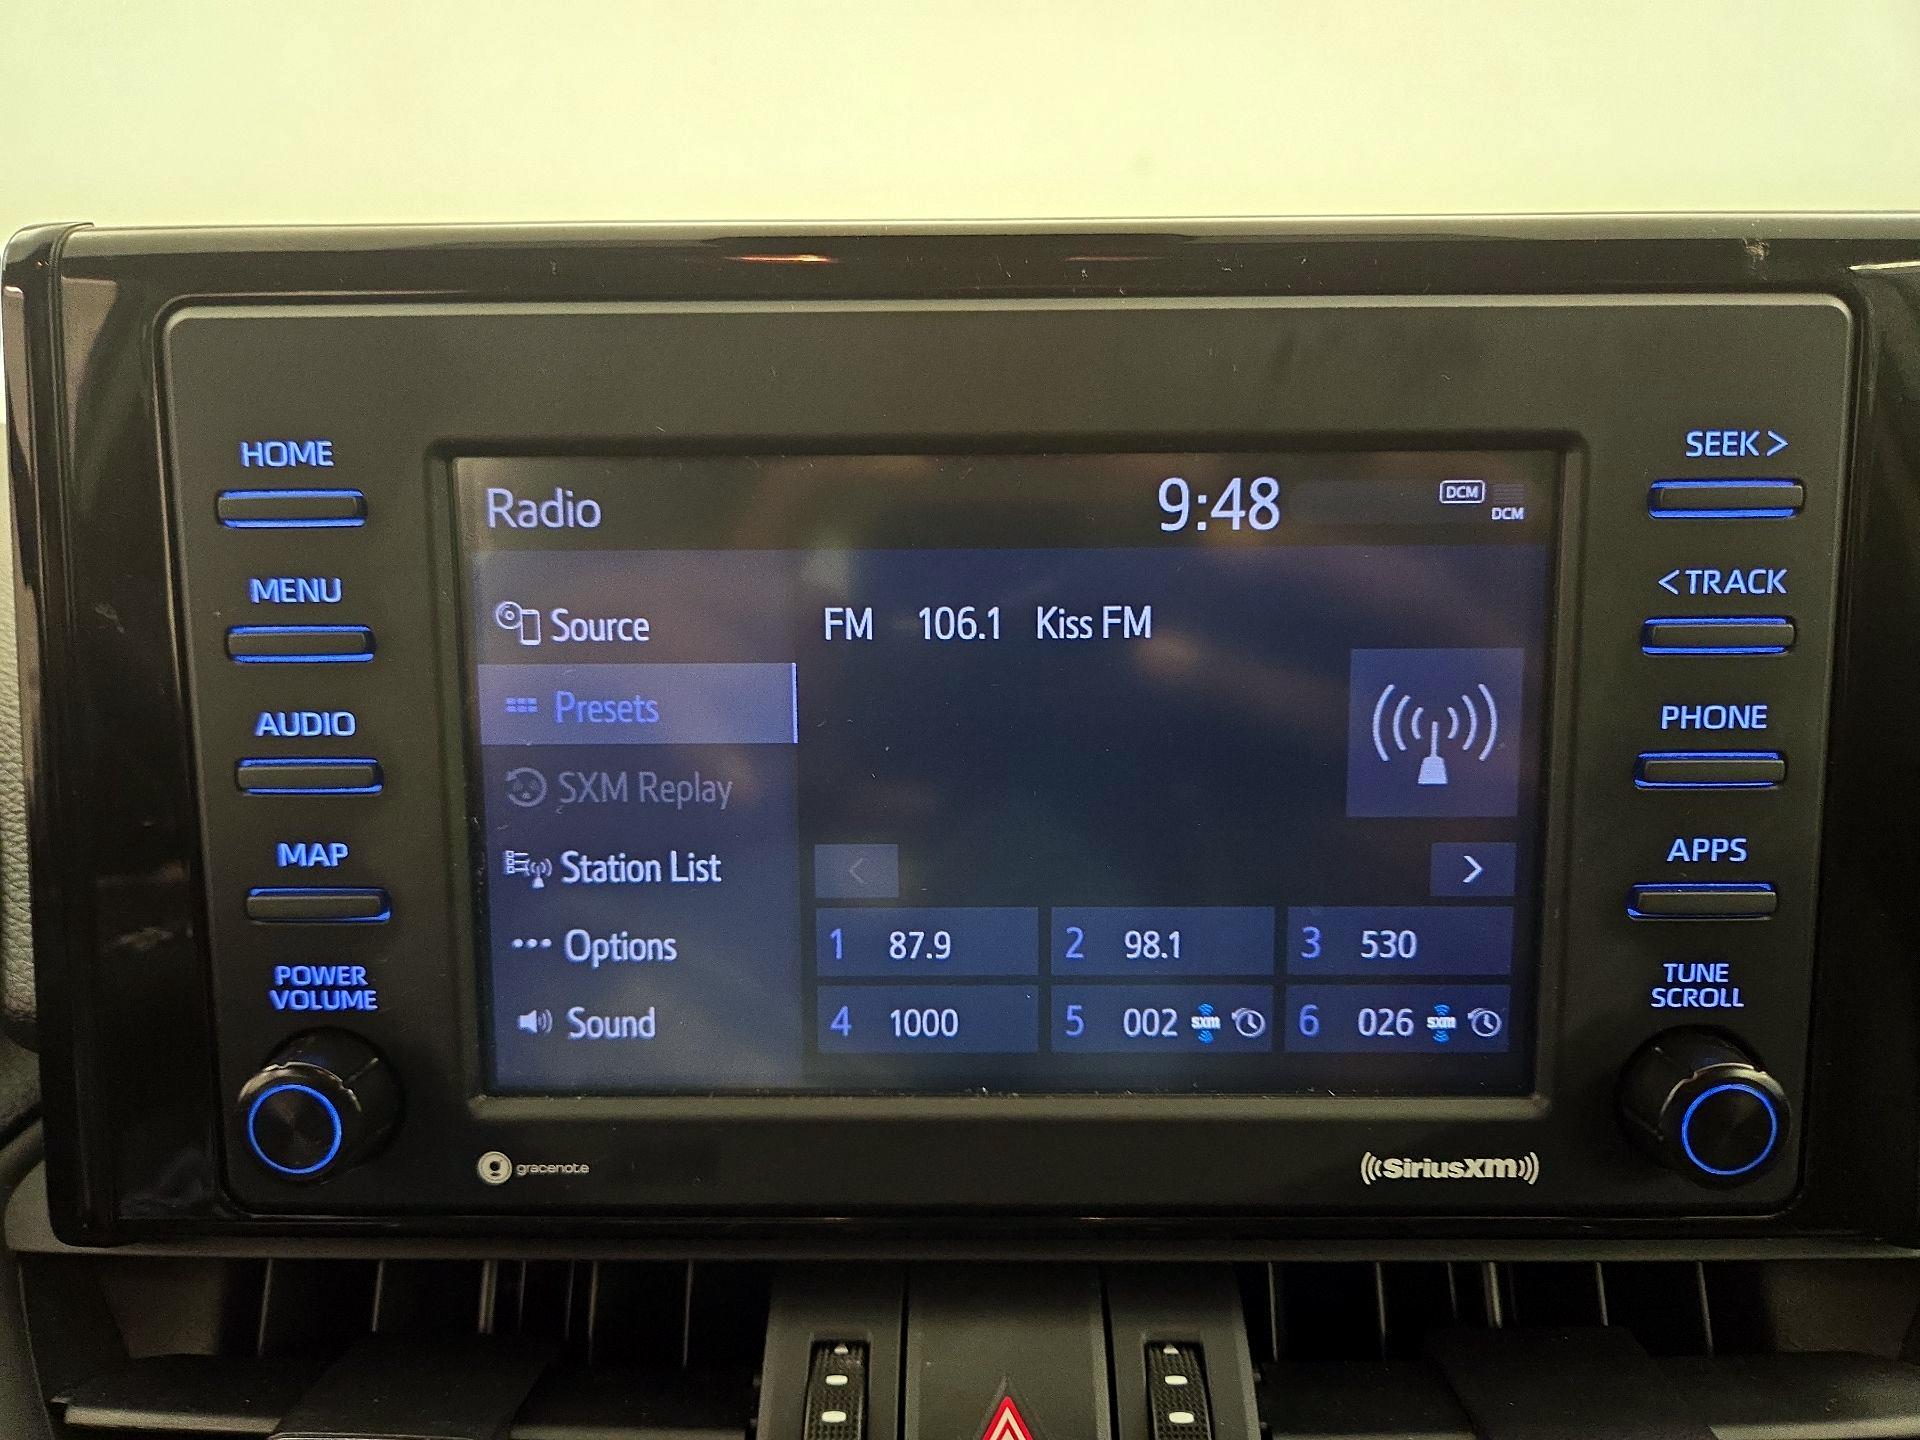 HOME
MENU
AUDIO
MAP
POWER
VOLUME
Radio
9:48
DCM
DCM
Source
Presets
SXM Replay
Station List
Options
Sound
FM 106.1 Kiss FM
<
>
1 87.9
2 98.1
3 530
4 1000
5 002 sxm
6 026 sxm
SEEK >
< TRACK
PHONE
APPS
TUNE
SCROLL
g gracenote
((SiriusXM))